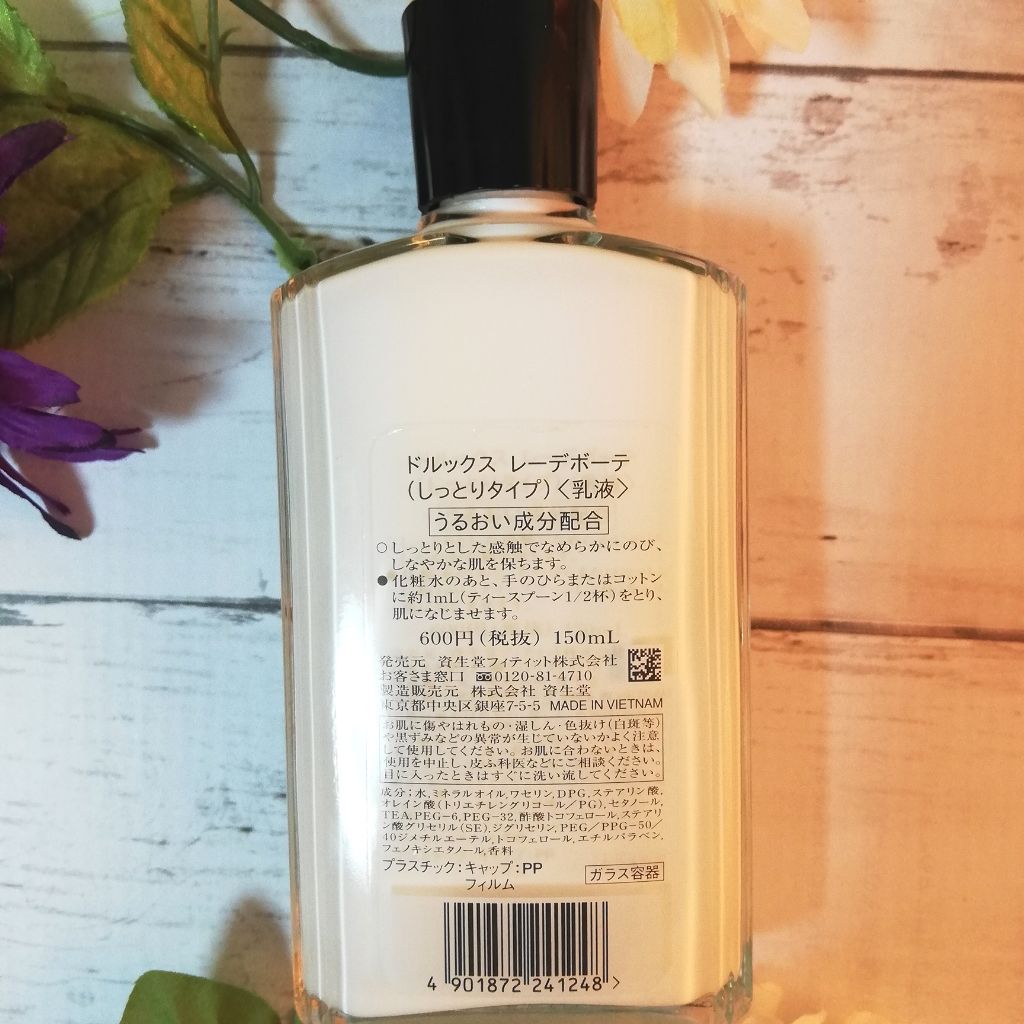 ドルックス レーデボーテ
(しっとりタイプ)〈乳液〉
うるおい成分配合
○しっとりとした感触でなめらかにのび、
しなやかな肌を保ちます。
●化粧水のあと、手のひらまたはコットン
に約1mL(ティースプーン1/2杯)をとり、
肌になじませます。
600円(税抜) 150mL
発売元 資生堂フィティット株式会社
お客さま窓口 0120-81-4710
製造販売元 株式会社 資生堂
東京都中央区銀座7-5-5 MADE IN VIETNAM
お肌に傷やはれもの・湿しん・色抜け(白斑等)
や黒ずみなどの異常が生じていないかよく注意
して使用してください。お肌に合わないときは、
使用を中止し、皮ふ科医などにご相談ください。
目に入ったときはすぐに洗い流してください。
成分:水,ミネラルオイル,ワセリン,DPG,ステアリン酸,
オレイン酸(トリエチレングリコール/PG),セタノール,
TEA,PEG-6,PEG-32,酢酸トコフェロール,ステアリ
ン酸グリセリル(SE),ジグリセリン,PEG/PPG-50/
40ジメチルエーテル,トコフェロール,エチルパラベン,
フェノキシエタノール,香料
プラスチック:キャップ:PP
フィルム
ガラス容器
4 901872 241248 >